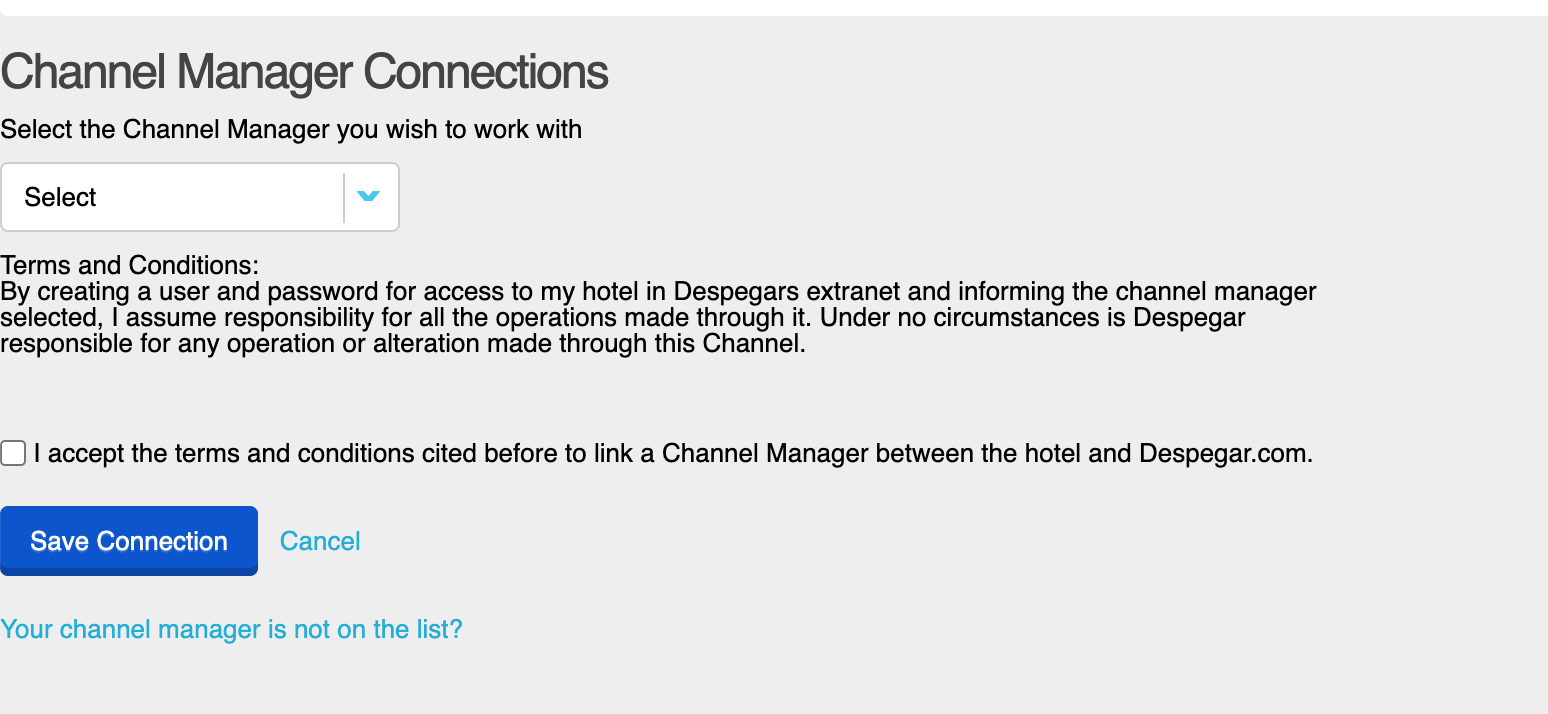 Channel Manager Connections
Select the Channel Manager you wish to work with
Select
Terms and Conditions:
By creating a user and password for access to my hotel in Despegars extranet and informing the channel manager
selected, I assume responsibility for all the operations made through it. Under no circumstances is Despegar
responsible for any operation or alteration made through this Channel.
I accept the terms and conditions cited before to link a Channel Manager between the hotel and Despegar.com.
Save Connection Cancel
Your channel manager is not on the list?